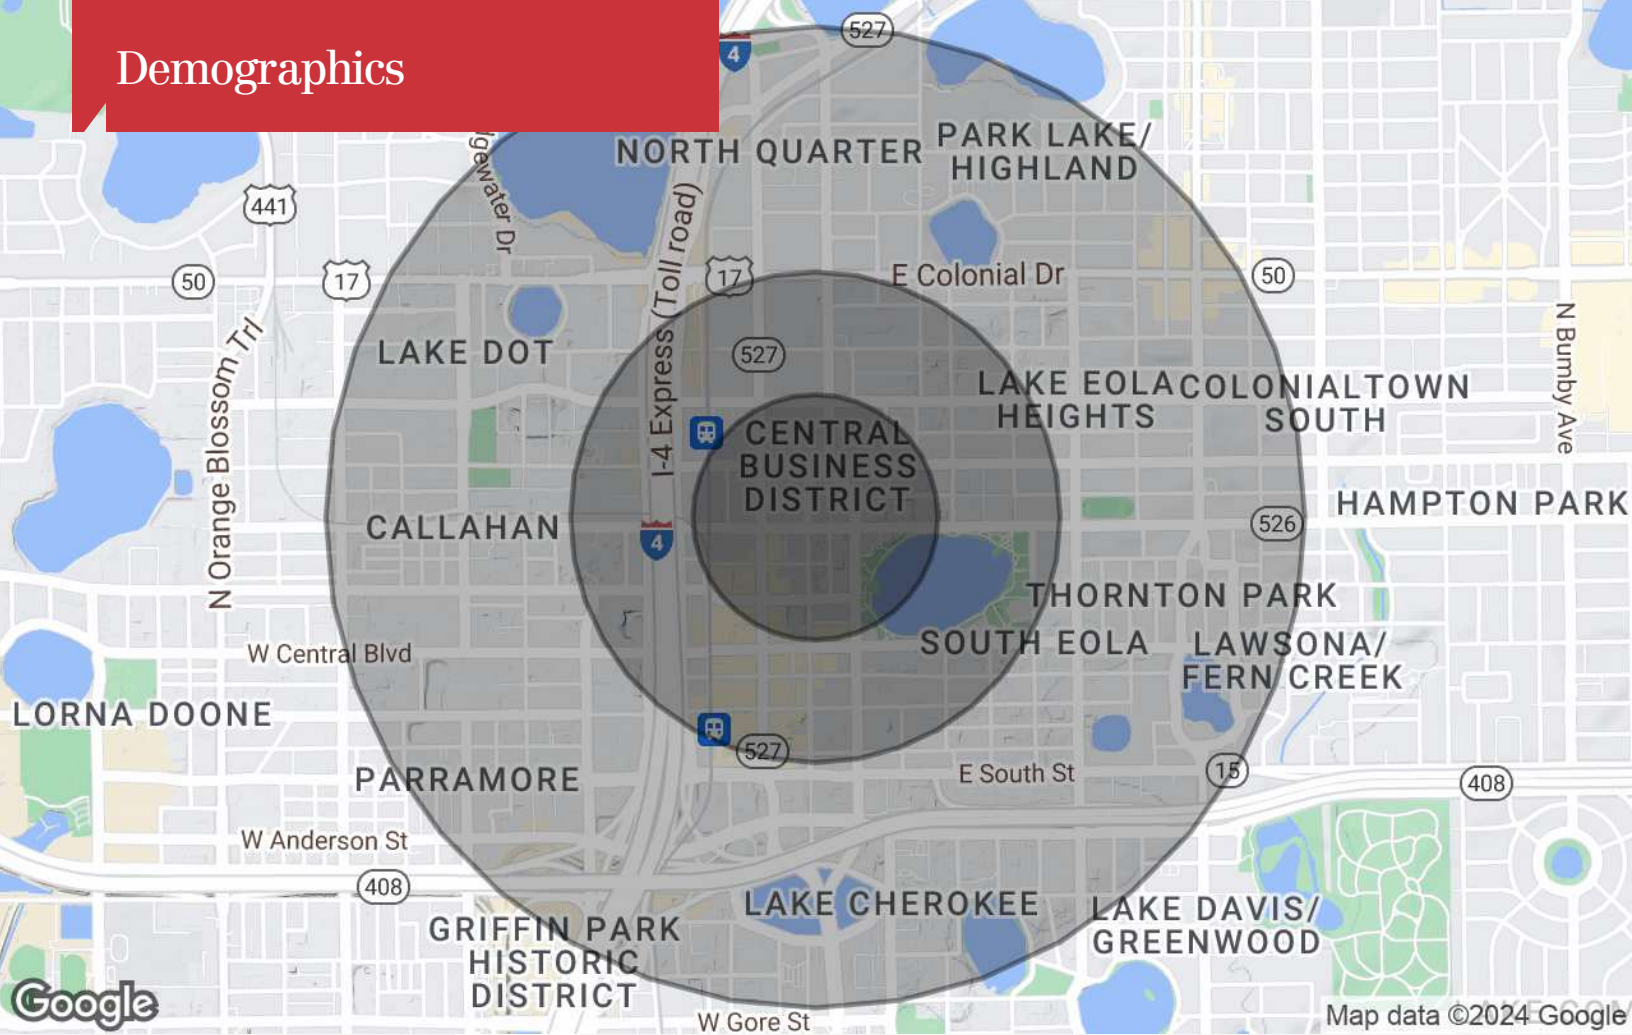 Demographics
527
4
NORTH QUARTER
PARK LAKE/
HIGHLAND
441
50
17
17
E Colonial Dr
50
I-4 Express (Toll road)
N Orange Blossom Trl
N Bumby Ave
LAKE DOT
527
LAKE EOLA
HEIGHTS
COLONIALTOWN
SOUTH
CENTRAL
BUSINESS
DISTRICT
CALLAHAN
4
526
HAMPTON PARK
THORNTON PARK
SOUTH EOLA
LAWSONA/
FERN CREEK
W Central Blvd
LORNA DOONE
527
PARRAMORE
E South St
15
408
W Anderson St
408
LAKE CHEROKEE
LAKE DAVIS/
GREENWOOD
GRIFFIN PARK
HISTORIC
DISTRICT
Google
W Gore St
Map data ©2024 Google